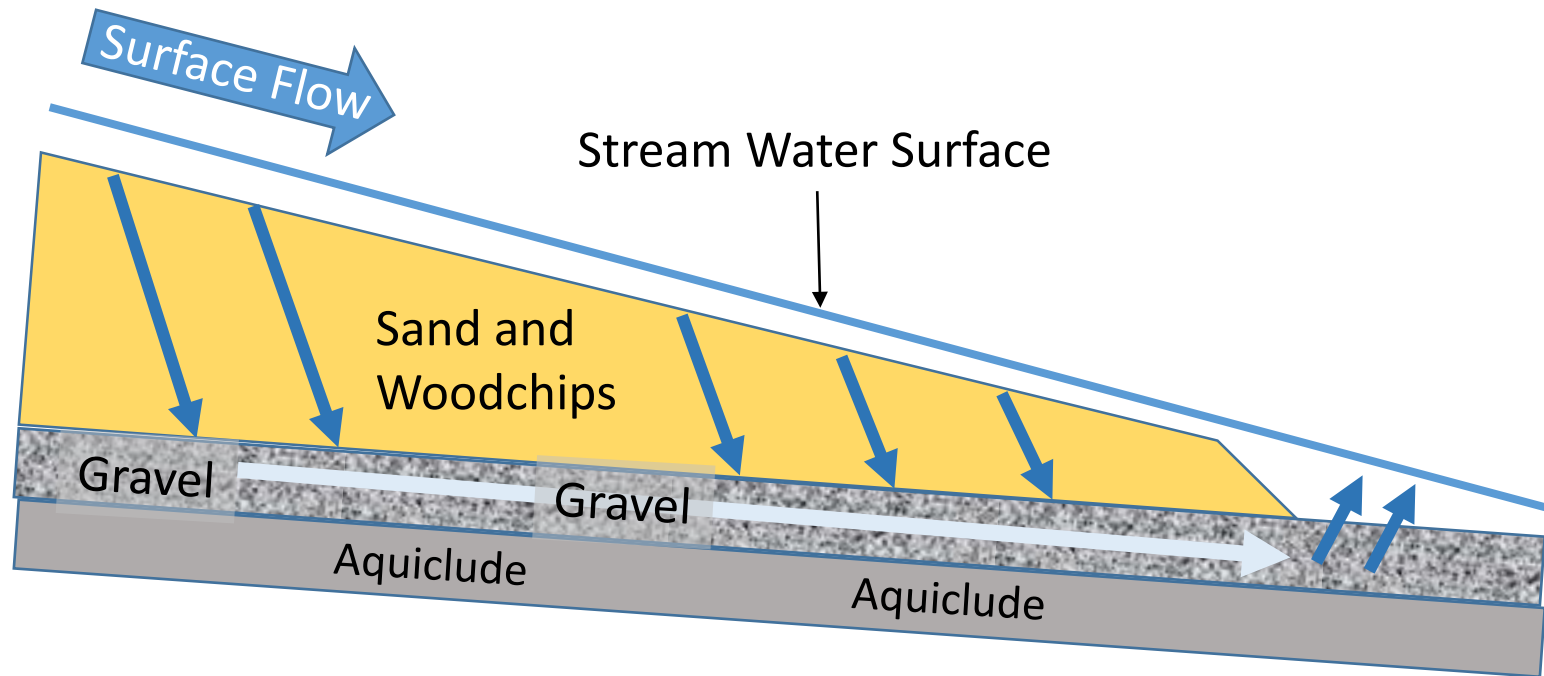 Surface Flow
Stream Water Surface
Sand and
Woodchips
Gravel
Gravel
Aquiclude
Aquiclude